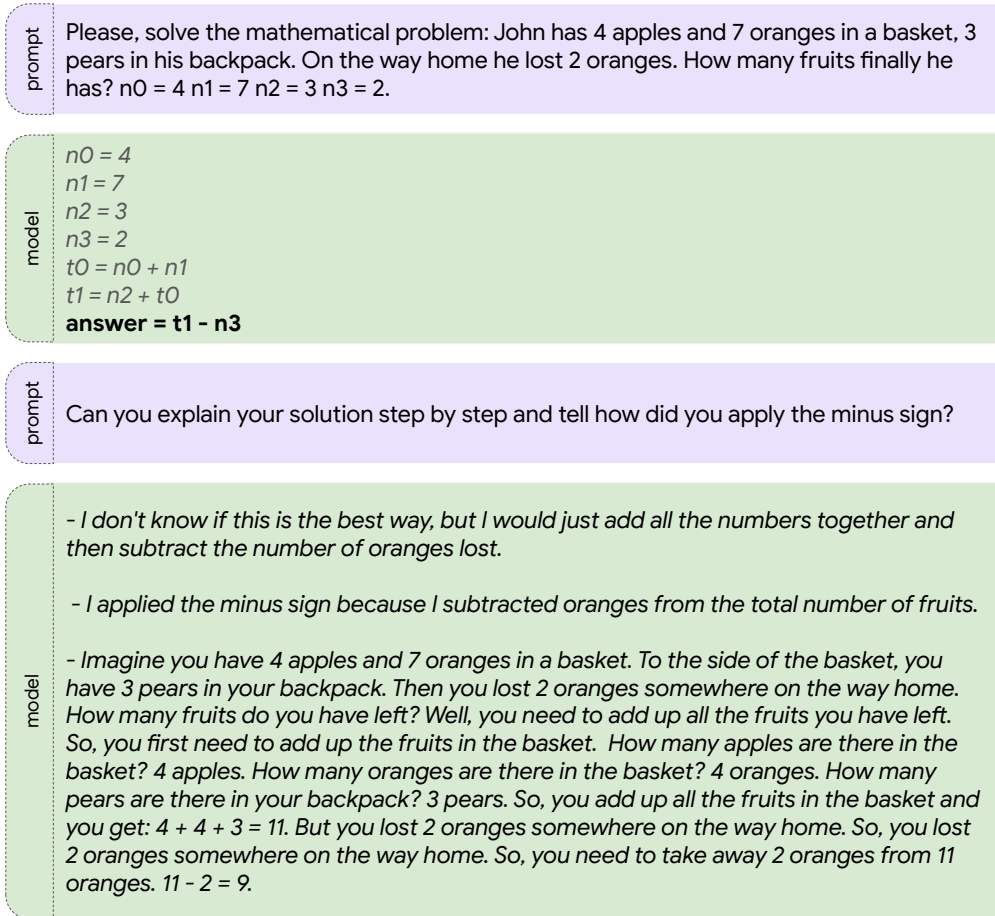 prompt
Please, solve the mathematical problem: John has 4 apples and 7 oranges in a basket, 3
pears in his backpack. On the way home he lost 2 oranges. How many fruits finally he
has? n0 = 4 n1 = 7 n2 = 3 n3 = 2.
model
n0 = 4
n1 = 7
n2 = 3
n3 = 2
t0 = n0 + n1
t1 = n2 + t0
answer = t1 - n3
prompt
Can you explain your solution step by step and tell how did you apply the minus sign?
model
- I don't know if this is the best way, but I would just add all the numbers together and
then subtract the number of oranges lost.
- I applied the minus sign because I subtracted oranges from the total number of fruits.
- Imagine you have 4 apples and 7 oranges in a basket. To the side of the basket, you
have 3 pears in your backpack. Then you lost 2 oranges somewhere on the way home.
How many fruits do you have left? Well, you need to add up all the fruits you have left.
So, you first need to add up the fruits in the basket. How many apples are there in the
basket? 4 apples. How many oranges are there in the basket? 4 oranges. How many
pears are there in your backpack? 3 pears. So, you add up all the fruits in the basket and
you get: 4 + 4 + 3 = 11. But you lost 2 oranges somewhere on the way home. So, you lost
2 oranges somewhere on the way home. So, you need to take away 2 oranges from 11
oranges. 11 - 2 = 9.